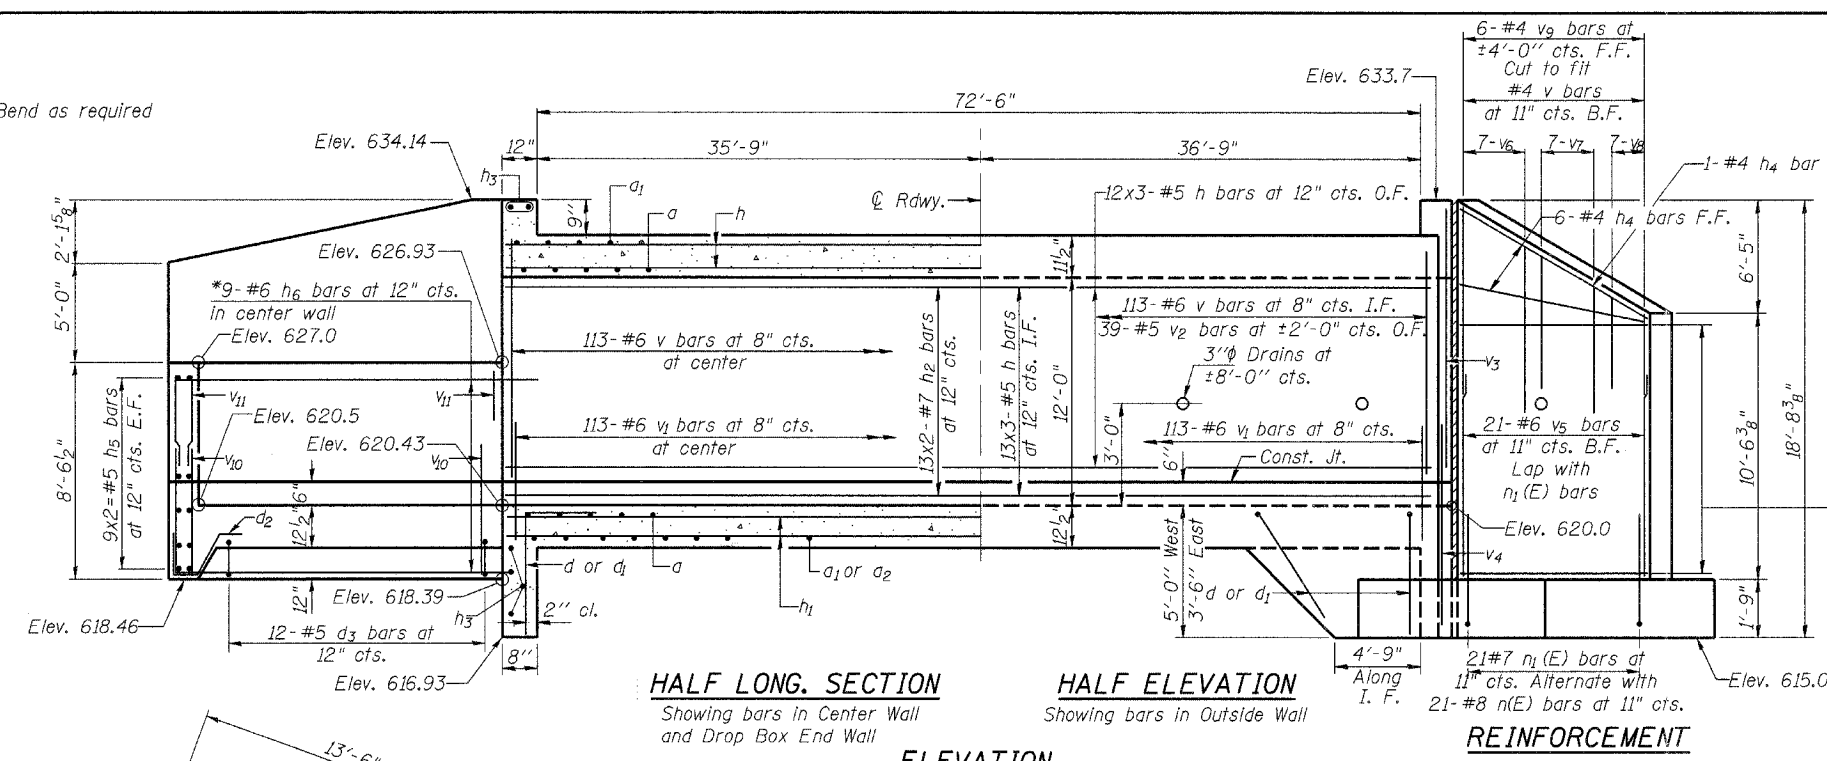 6-#4 v9 bars at
±4'-0" cts. F.F.
Cut to fit
#4 v bars
at 11" cts. B.F.
Elev. 633.7
72'-6"
Bend as required
Elev. 634.14
12"
35'-9"
36'-9"
7-v6
7-v7
7-v8
1-#4 h4 bar
h3
a1
12x3-#5 h bars at 12" cts. O.F.
a
h
℄ Rdwy.
6-#4 h4 bars F.F.
2'-1 5/8"
9"
Elev. 626.93
11 1/2"
6'-5"
*9-#6 h6 bars at 12" cts.
in center wall
5'-0"
Elev. 627.0
113-#6 v bars at 8" cts. I.F.
39-#5 v2 bars at ±2'-0" cts. O.F.
113-#6 v bars at 8" cts.
at center
3"ϕ Drains at
±8'-0" cts.
13x2-#7 h2 bars
at 12" cts.
13x3-#5 h bars
at 12" cts. I.F.
12'-0"
v3
v11
v11
Elev. 620.5
Elev. 620.43
113-#6 v1 bars at 8" cts.
at center
113-#6 v1 bars at 8" cts.
3'-0"
21-#6 v5 bars
at 11" cts. B.F.
Lap with
n1(E) bars
10'-6 3/8"
18'-8 3/8"
8'-6 1/2"
9x2=#5 h5 bars
at 12" cts. E.F.
v10
v10
6"
Const. Jt.
6"
d2
12 1/2"
12 1/2"
Elev. 620.0
d or d1
a
a1 or a2
h1
5'-0" West
3'-6" East
d or d1
v4
12"
Elev. 618.39
h3
2" cl.
Elev. 618.46
12-#5 d3 bars at
12" cts.
1'-9"
Elev. 616.93
8"
4'-9"
Along
I. F.
21#7 n1(E) bars at
11" cts. Alternate with
21-#8 n(E) bars at 11" cts.
Elev. 615.0
HALF LONG. SECTION
Showing bars in Center Wall
and Drop Box End Wall
HALF ELEVATION
Showing bars in Outside Wall
REINFORCEMENT
13'-6"
ELEVATION